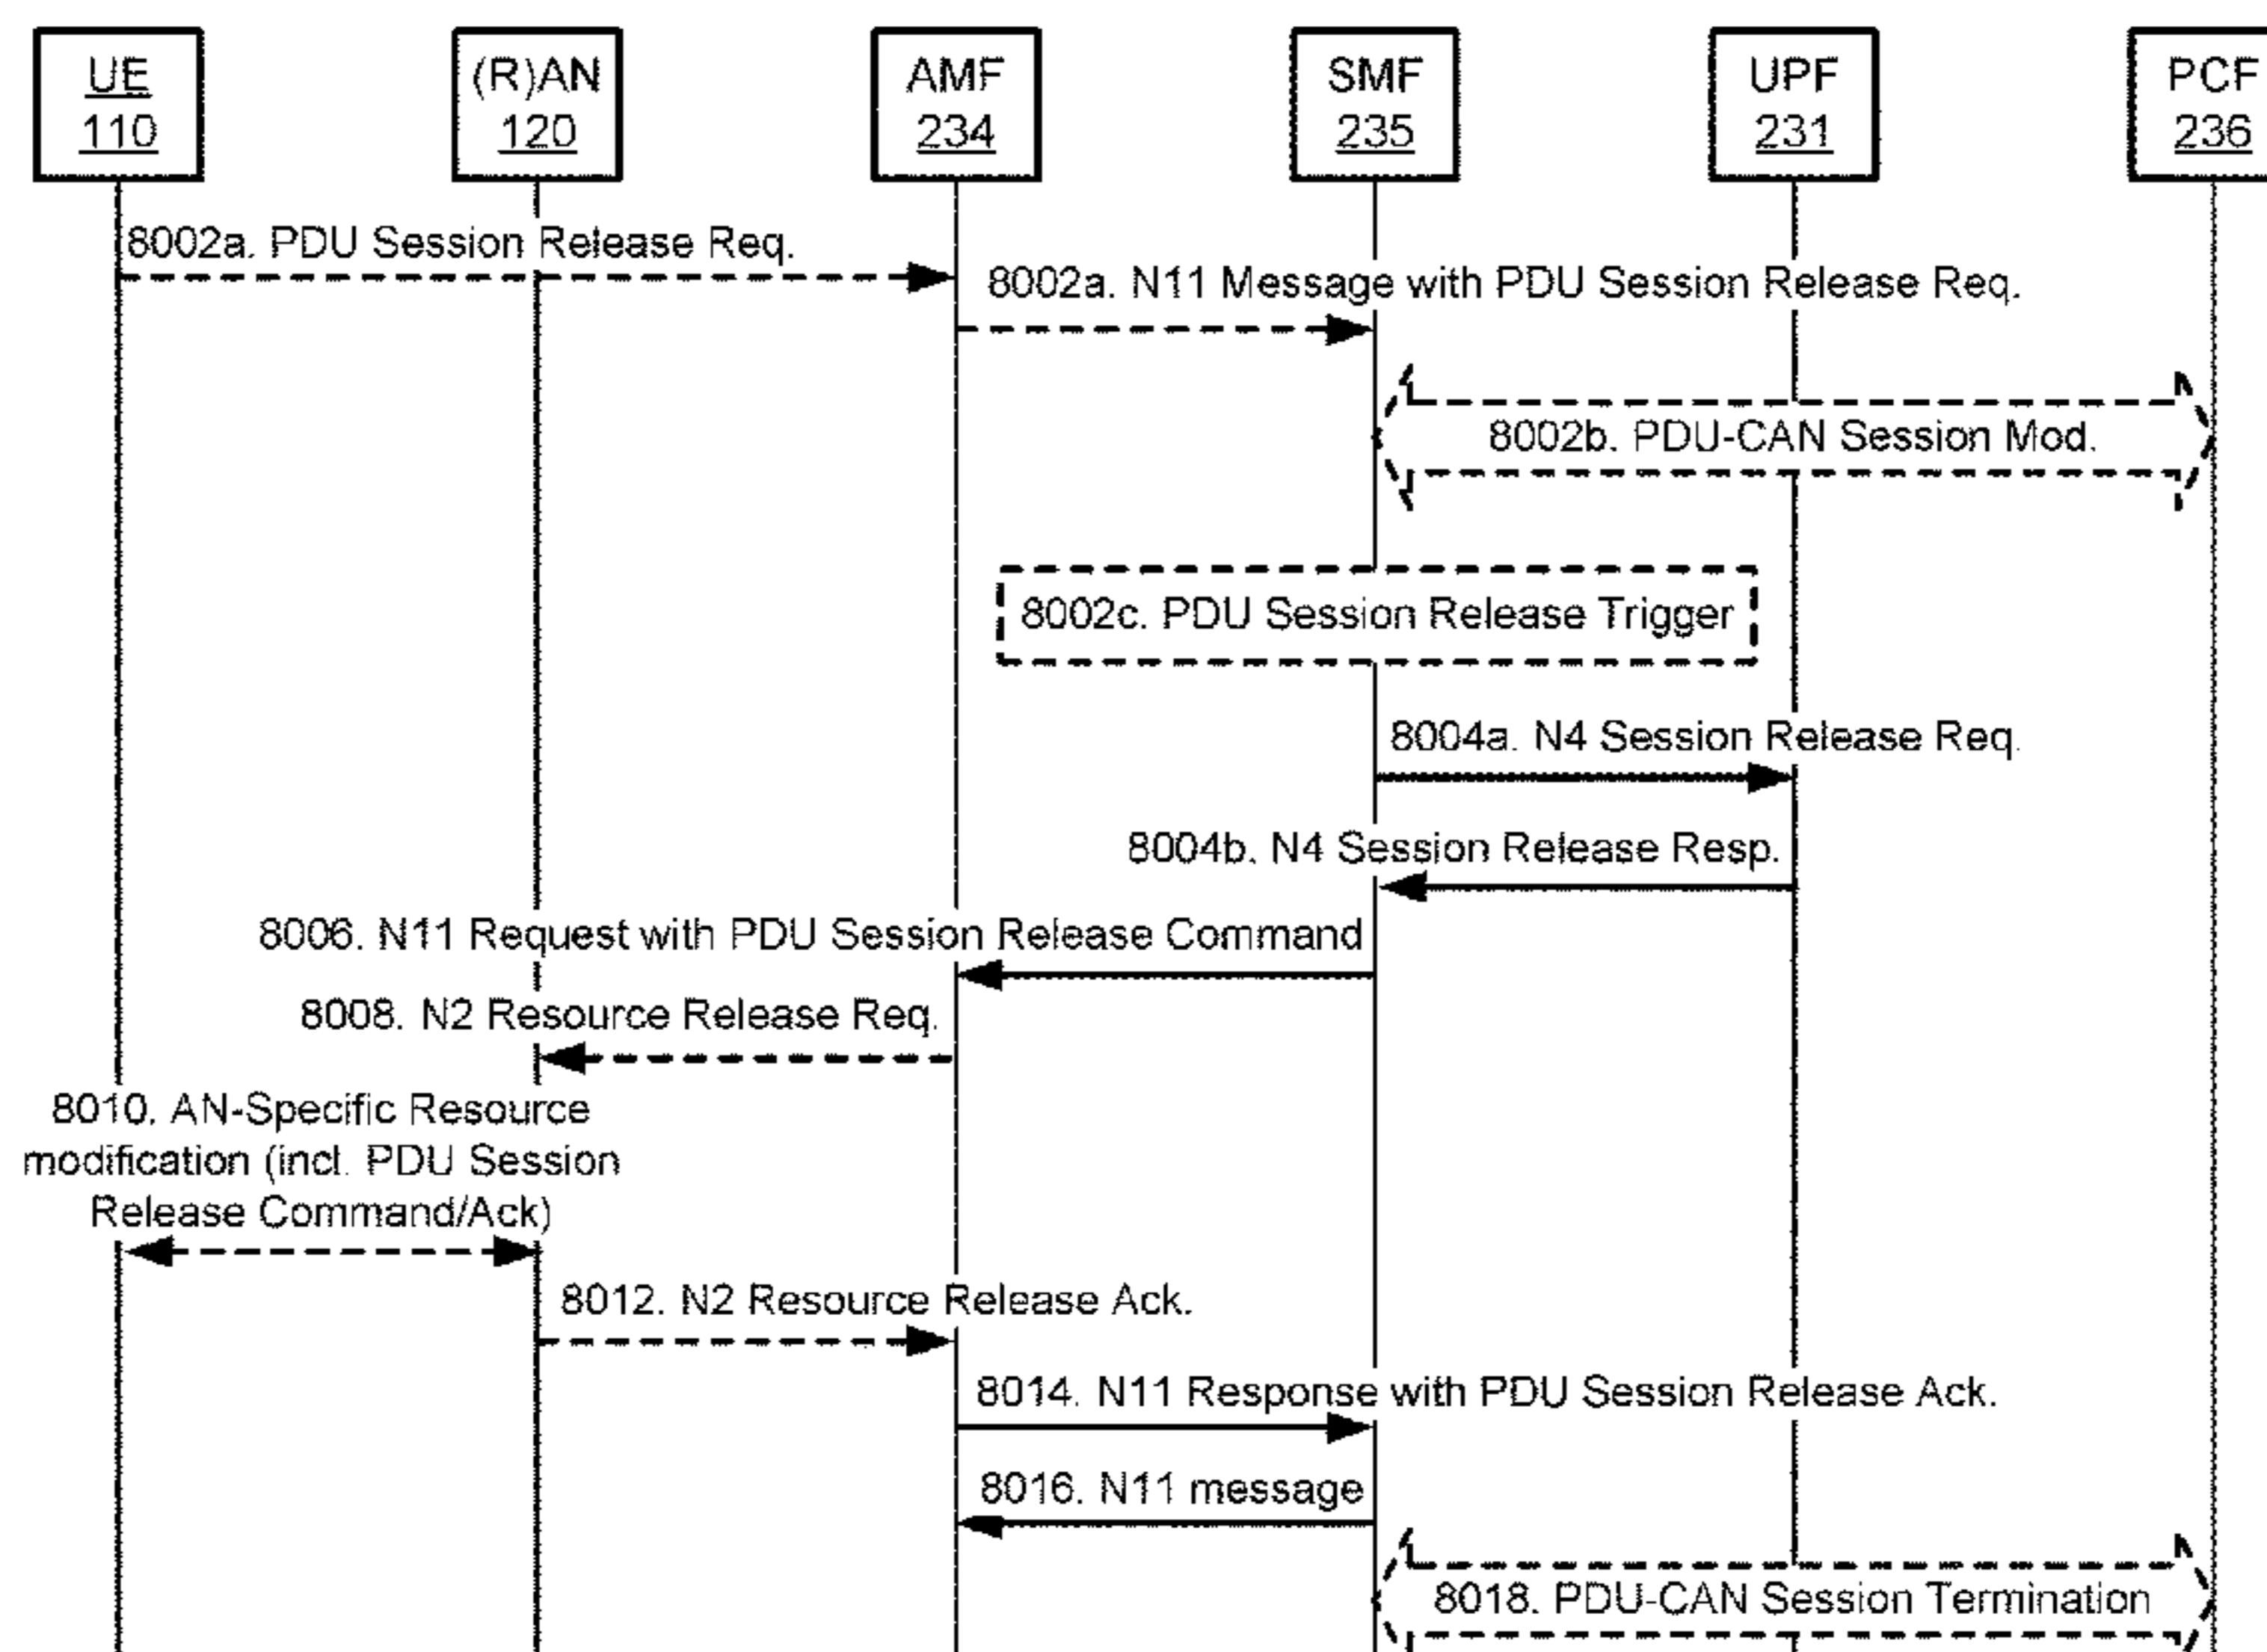 UE
110
(R)AN
120
AMF
234
SMF
235
UPF
231
PCF
236
8002a. PDU Session Release Req.
8002a. N11 Message with PDU Session Release Req.
8002b. PDU-CAN Session Mod.
8002c. PDU Session Release Trigger
8004a. N4 Session Release Req.
8004b. N4 Session Release Resp.
8006. N11 Request with PDU Session Release Command
8008. N2 Resource Release Req.
8010. AN-Specific Resource
modification (incl. PDU Session
Release Command/Ack)
8012. N2 Resource Release Ack.
8014. N11 Response with PDU Session Release Ack.
8016. N11 message
8018. PDU-CAN Session Termination